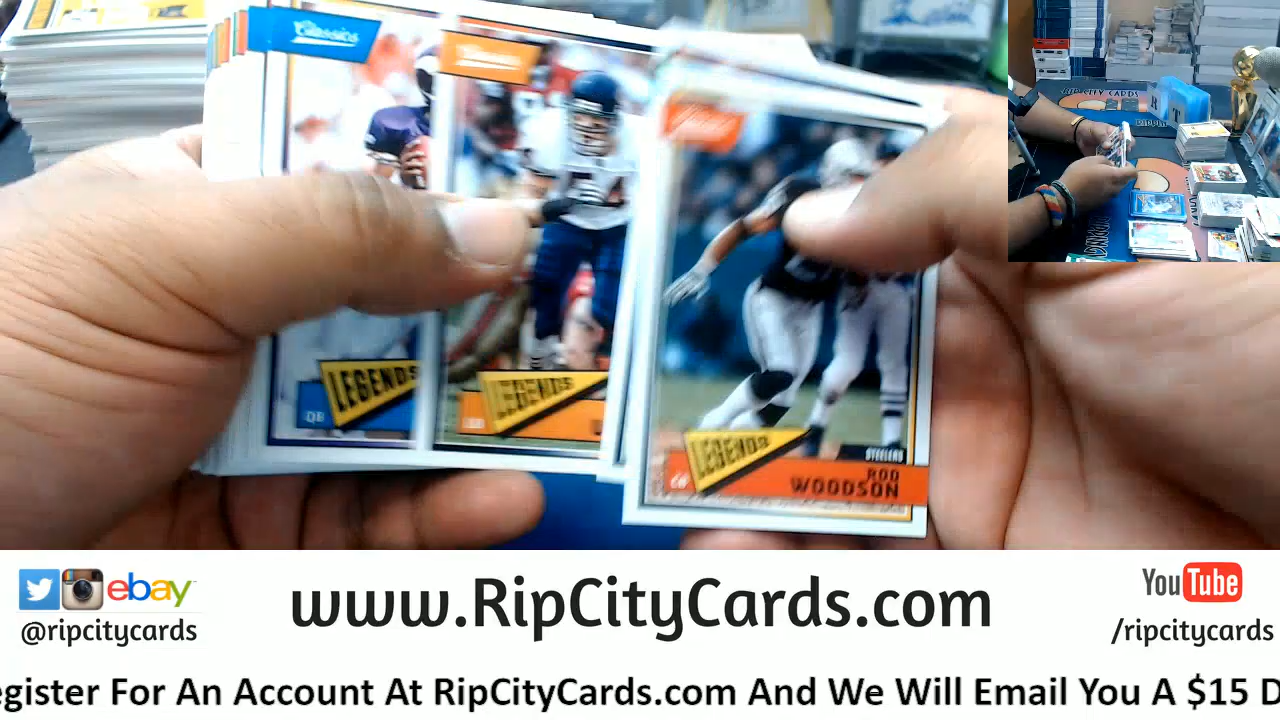 Classics
LEGENDS
QB
LEGENDS
LEGENDS
STEELERS
ROD
WOODSON
RIP CITY CARDS
ebay
@ripcitycards
www.RipCityCards.com
YouTube
/ripcitycards
egister For An Account At RipCityCards.com And We Will Email You A $15 D